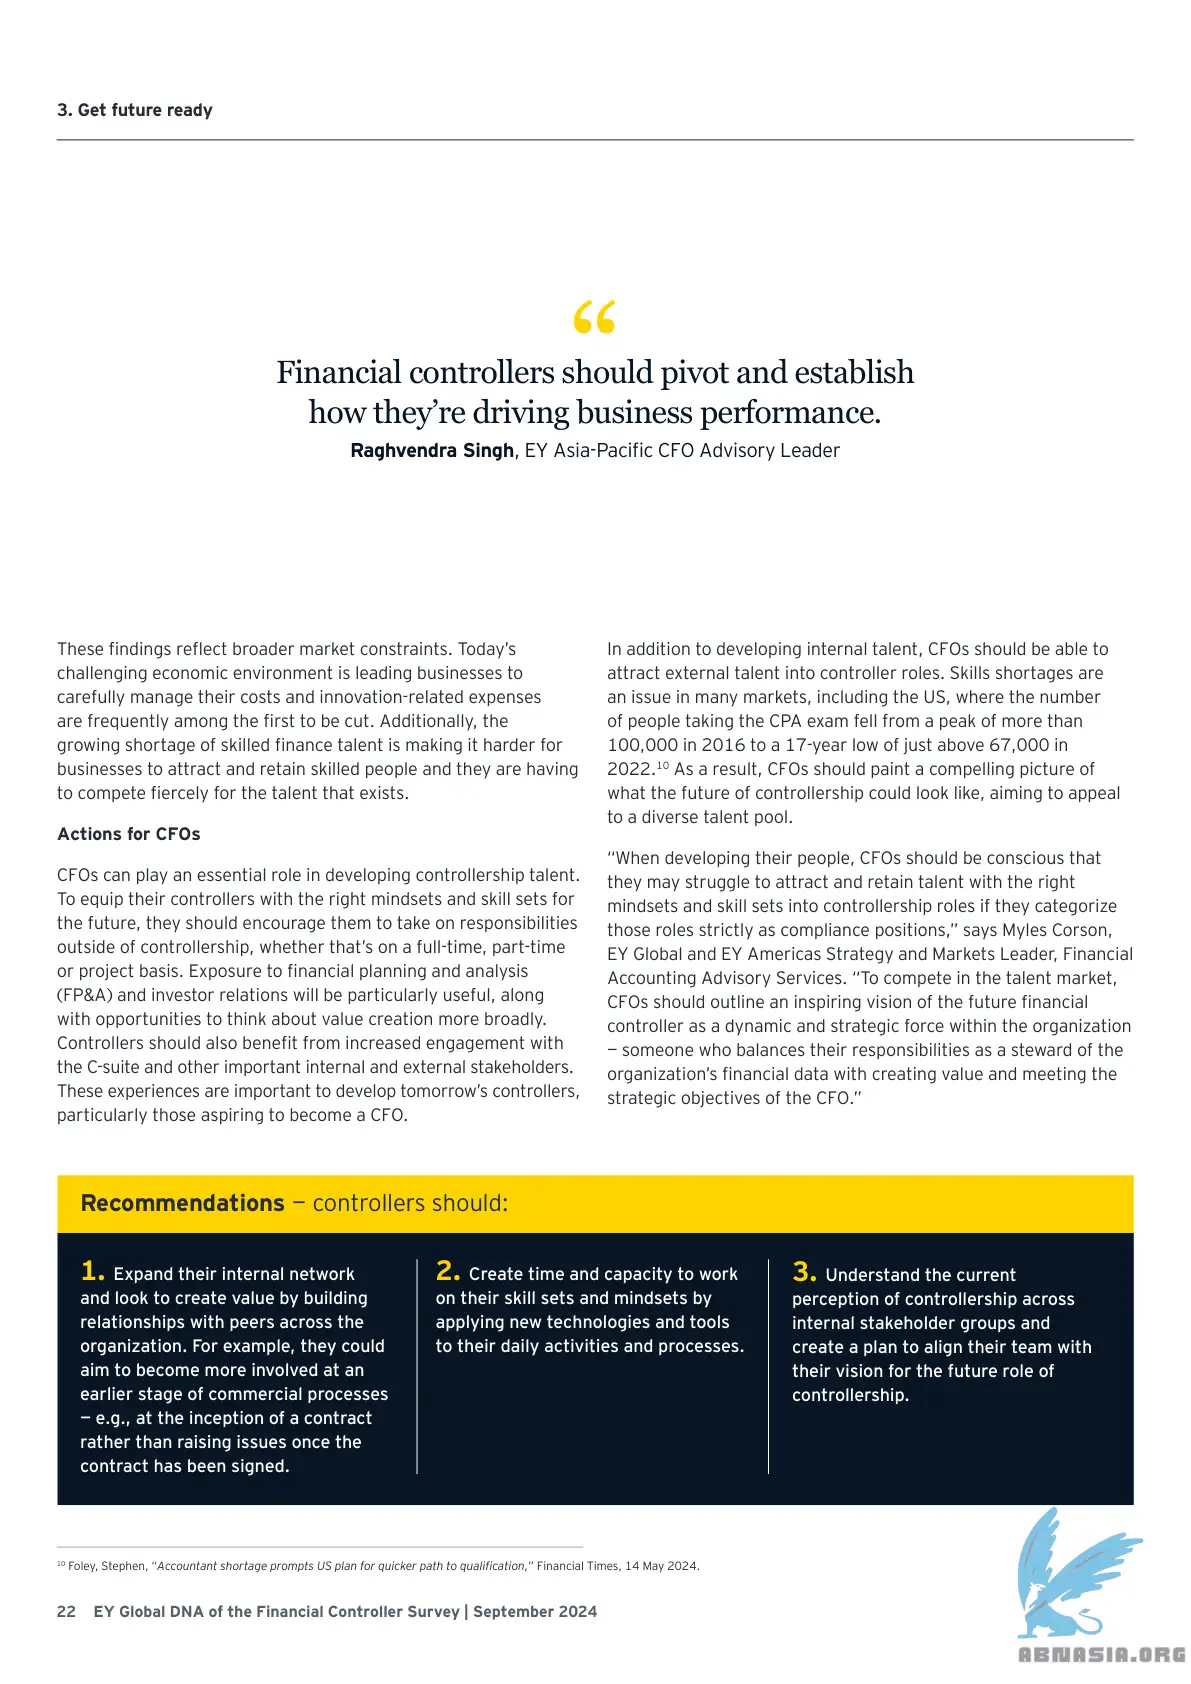 3. Get future ready
“
Financial controllers should pivot and establish
how they’re driving business performance.
Raghvendra Singh, EY Asia-Pacific CFO Advisory Leader
These findings reflect broader market constraints. Today’s
challenging economic environment is leading businesses to
carefully manage their costs and innovation-related expenses
are frequently among the first to be cut. Additionally, the
growing shortage of skilled finance talent is making it harder for
businesses to attract and retain skilled people and they are having
to compete fiercely for the talent that exists.
Actions for CFOs
CFOs can play an essential role in developing controllership talent.
To equip their controllers with the right mindsets and skill sets for
the future, they should encourage them to take on responsibilities
outside of controllership, whether that’s on a full-time, part-time
or project basis. Exposure to financial planning and analysis
(FP&A) and investor relations will be particularly useful, along
with opportunities to think about value creation more broadly.
Controllers should also benefit from increased engagement with
the C-suite and other important internal and external stakeholders.
These experiences are important to develop tomorrow’s controllers,
particularly those aspiring to become a CFO.
In addition to developing internal talent, CFOs should be able to
attract external talent into controller roles. Skills shortages are
an issue in many markets, including the US, where the number
of people taking the CPA exam fell from a peak of more than
100,000 in 2016 to a 17-year low of just above 67,000 in
2022.¹⁰ As a result, CFOs should paint a compelling picture of
what the future of controllership could look like, aiming to appeal
to a diverse talent pool.
“When developing their people, CFOs should be conscious that
they may struggle to attract and retain talent with the right
mindsets and skill sets into controllership roles if they categorize
those roles strictly as compliance positions,” says Myles Corson,
EY Global and EY Americas Strategy and Markets Leader, Financial
Accounting Advisory Services. “To compete in the talent market,
CFOs should outline an inspiring vision of the future financial
controller as a dynamic and strategic force within the organization
— someone who balances their responsibilities as a steward of the
organization’s financial data with creating value and meeting the
strategic objectives of the CFO.”
Recommendations — controllers should:
1. Expand their internal network
and look to create value by building
relationships with peers across the
organization. For example, they could
aim to become more involved at an
earlier stage of commercial processes
— e.g., at the inception of a contract
rather than raising issues once the
contract has been signed.
2. Create time and capacity to work
on their skill sets and mindsets by
applying new technologies and tools
to their daily activities and processes.
3. Understand the current
perception of controllership across
internal stakeholder groups and
create a plan to align their team with
their vision for the future role of
controllership.
¹⁰ Foley, Stephen, “Accountant shortage prompts US plan for quicker path to qualification,” Financial Times, 14 May 2024.
22 EY Global DNA of the Financial Controller Survey | September 2024
ABNASIA.ORG